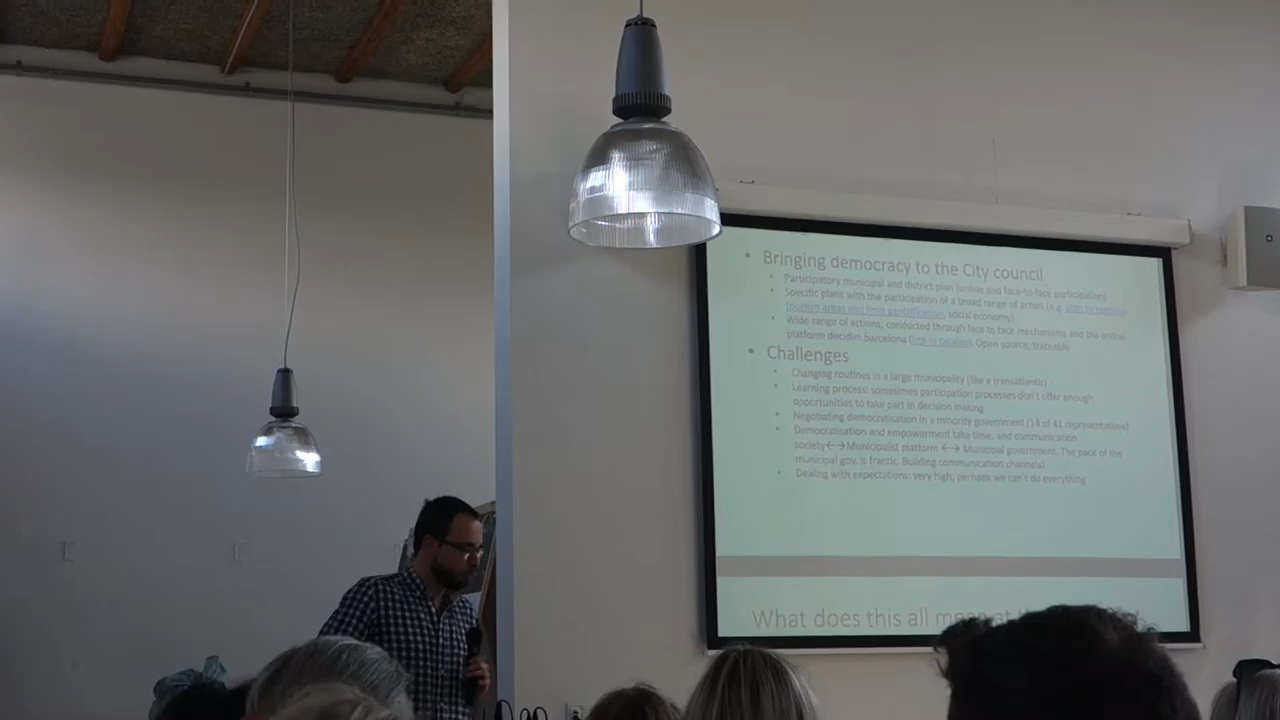 • Bringing democracy to the City council
• Participatory municipal and district plan (online and face-to-face participation)
• Specific plans with the participation of a broad range of actors (e.g. plan to regulate
tourism areas and limit gentrification, social economy)
• Wide range of actions, conducted through face to face mechanisms and the online
platform decidim.barcelona (link in catalan). Open source, traceable
• Challenges
• Changing routines in a large municipality (like a transatlantic)
• Learning process: sometimes participation processes don't offer enough
opportunities to take part in decision making
• Negotiating democratisation in a minority government (14 of 41 representatives)
• Democratisation and empowerment take time, and communication
society ↔ Municipalist platform ↔ Municipal government. The pace of the
municipal gov. is frantic. Building communication channels)
• Dealing with expectations: very high, perhaps we can't do everything
What does this all mean at